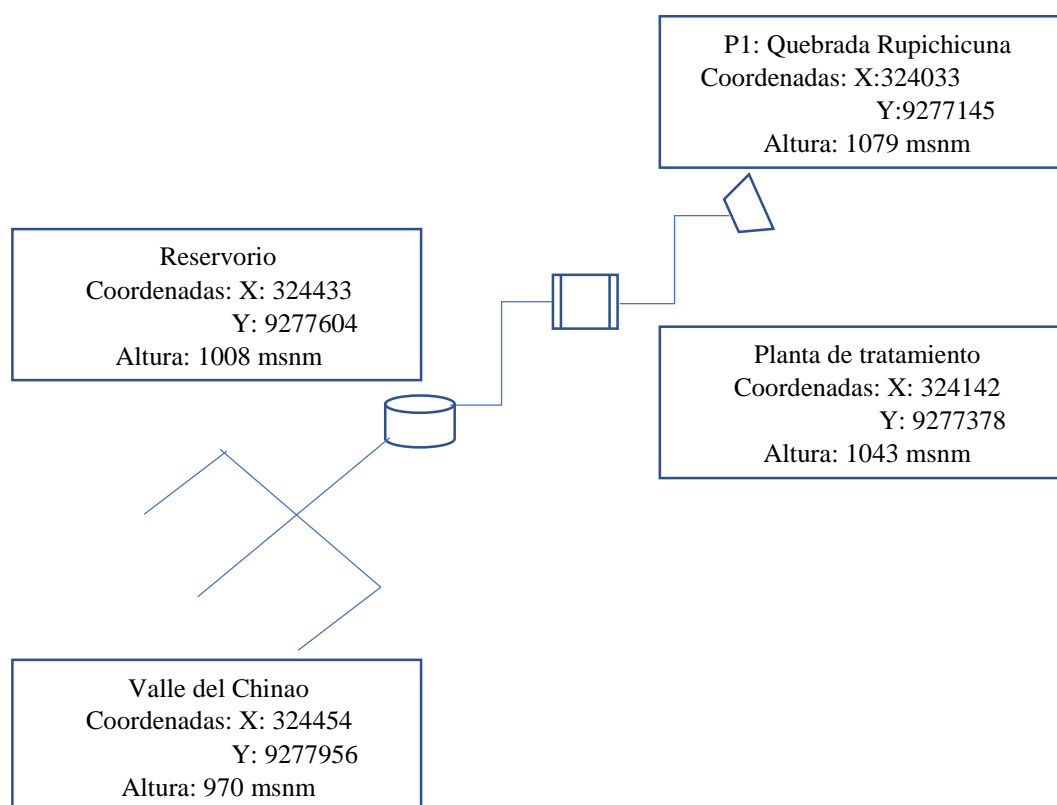 P1: Quebrada Rupichicuna
Coordenadas: X:324033
Y:9277145
Altura: 1079 msnm
Reservorio
Coordenadas: X: 324433
Y: 9277604
Altura: 1008 msnm
Planta de tratamiento
Coordenadas: X: 324142
Y: 9277378
Altura: 1043 msnm
Valle del Chinao
Coordenadas: X: 324454
Y: 9277956
Altura: 970 msnm